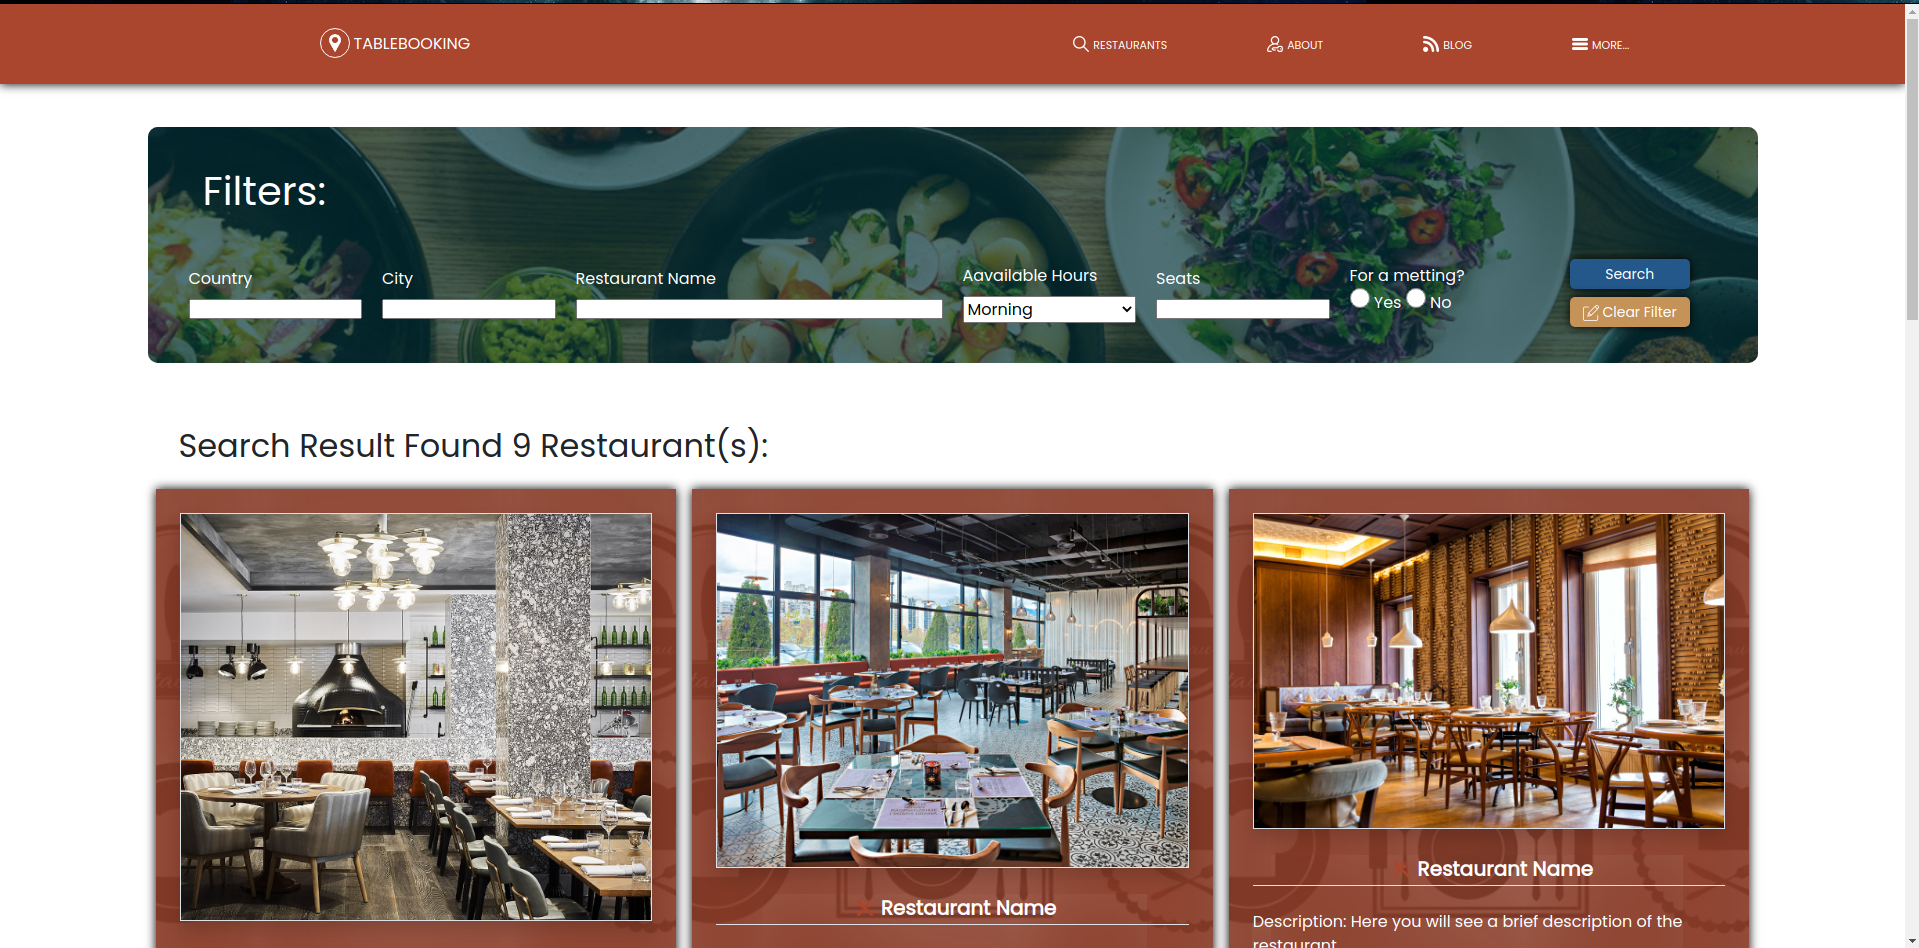 TABLEBOOKING
RESTAURANTS
ABOUT
BLOG
MORE...
Filters:
Country
City
Restaurant Name
Aavailable Hours
Morning
Seats
For a metting?
Yes
No
Search
Clear Filter
Search Result Found 9 Restaurant(s):
Restaurant Name
Restaurant Name
Description: Here you will see a brief description of the
restaurant